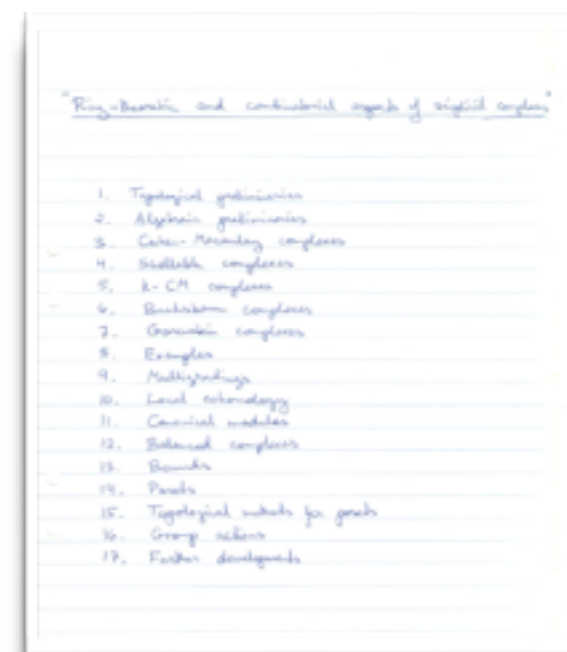 "Ring-theoretic and combinatorial aspects of simplicial complexes"
1. Topological preliminaries
2. Algebraic preliminaries
3. Cohen-Macaulay complexes
4. Shellable complexes
5. k-CM complexes
6. Buchsbaum complexes
7. Gorenstein complexes
8. Examples
9. Multigradings
10. Local cohomology
11. Canonical modules
12. Balanced complexes
13. Bounds
14. Posets
15. Topological methods for posets
16. Group actions
17. Further developments